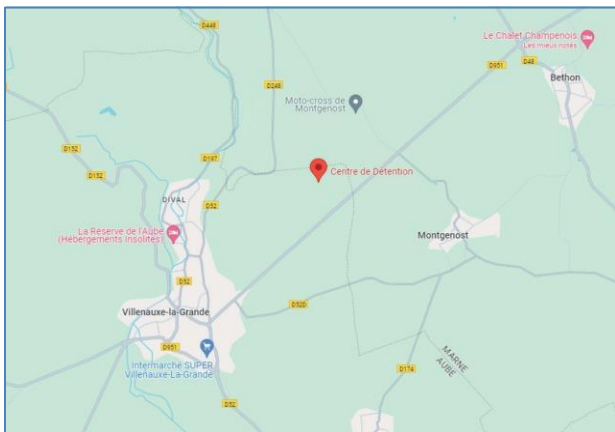 D448
Le Chalet Champenois
(Les mieux notés)
D951
D48
Bethon
D248
Moto-cross de
Montgenost
D152
D152
D197
Centre de Détention
DIVAL
D52
La Réserve de l'Aube
(Hébergements Insolites)
Montgenost
D52
D52D
Villenauxe-la-Grande
D951
Intermarché SUPER
Villenauxe-La-Grande
MARNE
AUBE
D174
D52